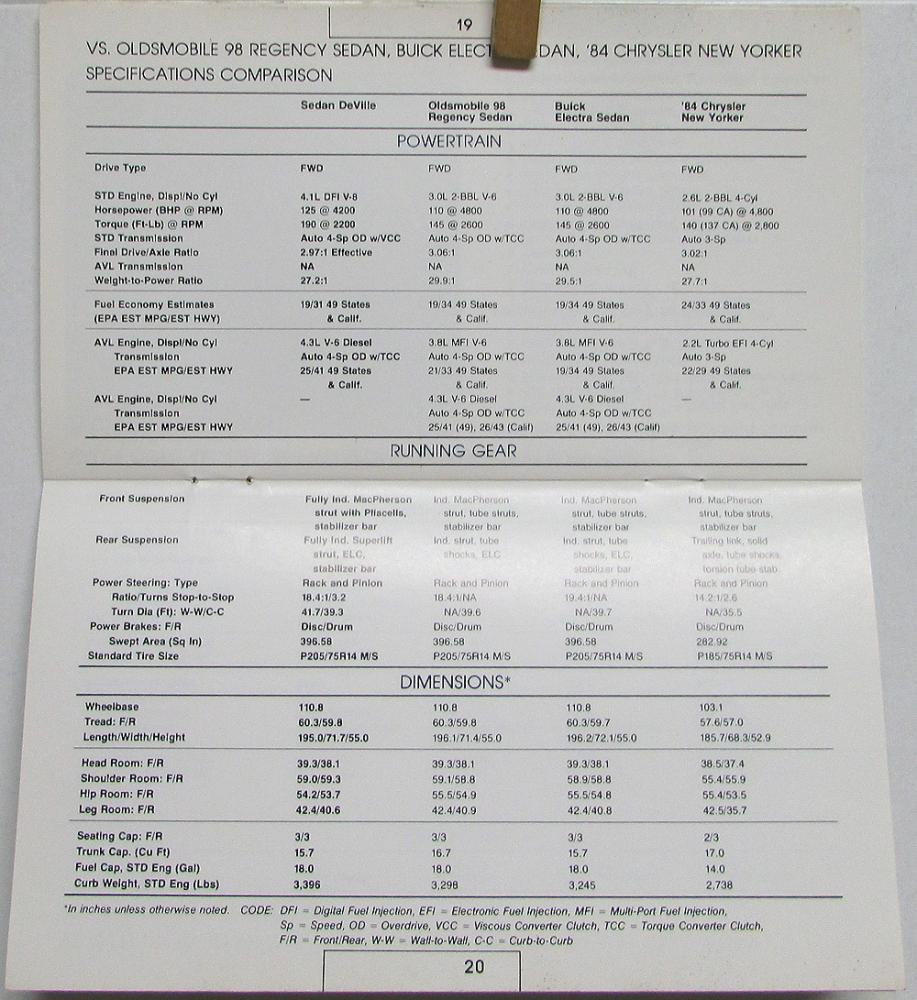 19
VS. OLDSMOBILE 98 REGENCY SEDAN, BUICK ELECT DAN, '84 CHRYSLER NEW YORKER
SPECIFICATIONS COMPARISON
Sedan DeVille Oldsmobile 98 Buick '84 Chrysler
Regency Sedan Electra Sedan New Yorker
POWERTRAIN
Drive Type FWD FWD FWD FWD
STD Engine, Displ/No Cyl 4.1L DFI V-8 3.0L 2-BBL V-6 3.0L 2-BBL V-6 2.6L 2-BBL 4-Cyl
Horsepower (BHP @ RPM) 125 @ 4200 110 @ 4800 110 @ 4800 101 (99 CA) @ 4,800
Torque (Ft-Lb) @ RPM 190 @ 2200 145 @ 2600 145 @ 2600 140 (137 CA) @ 2,800
STD Transmission Auto 4-Sp OD w/VCC Auto 4-Sp OD w/TCC Auto 4-Sp OD w/TCC Auto 3-Sp
Final Drive/Axle Ratio 2.97:1 Effective 3.06:1 3.06:1 3.02:1
AVL Transmission NA NA NA NA
Weight-to-Power Ratio 27.2:1 29.9:1 29.5:1 27.7:1
Fuel Economy Estimates 19/31 49 States 19/34 49 States 19/34 49 States 24/33 49 States
(EPA EST MPG/EST HWY) & Calif. & Calif. & Calif. & Calif.
AVL Engine, Displ/No Cyl 4.3L V-6 Diesel 3.8L MFI V-6 3.8L MFI V-6 2.2L Turbo EFI 4-Cyl
Transmission Auto 4-Sp OD w/TCC Auto 4-Sp OD w/TCC Auto 4-Sp OD w/TCC Auto 3-Sp
EPA EST MPG/EST HWY 25/41 49 States 21/33 49 States 19/34 49 States 22/29 49 States
& Calif. & Calif. & Calif. & Calif.
AVL Engine, Displ/No Cyl — 4.3L V-6 Diesel 4.3L V-6 Diesel —
Transmission Auto 4-Sp OD w/TCC Auto 4-Sp OD w/TCC
EPA EST MPG/EST HWY 25/41 (49), 26/43 (Calif) 25/41 (49), 26/43 (Calif)
RUNNING GEAR
Front Suspension Fully Ind. MacPherson Ind. MacPherson Ind. MacPherson Ind. MacPherson
strut with Pliacells, strut, tube struts, strut, tube struts, strut, tube struts,
stabilizer bar stabilizer bar stabilizer bar stabilizer bar
Rear Suspension Fully Ind. Superlift Ind. strut, tube Ind. strut, tube Trailing link, solid
strut, ELC, shocks, ELC shocks, ELC, axle, tube shocks,
stabilizer bar stabilizer bar torsion tube stab.
Power Steering: Type Rack and Pinion Rack and Pinion Rack and Pinion Rack and Pinion
Ratio/Turns Stop-to-Stop 18.4:1/3.2 18.4:1/NA 19.4:1/NA 14.2:1/2.6
Turn Dia (Ft): W-W/C-C 41.7/39.3 NA/39.6 NA/39.7 NA/35.5
Power Brakes: F/R Disc/Drum Disc/Drum Disc/Drum Disc/Drum
Swept Area (Sq In) 396.58 396.58 396.58 282.92
Standard Tire Size P205/75R14 M/S P205/75R14 M/S P205/75R14 M/S P185/75R14 M/S
DIMENSIONS*
Wheelbase 110.8 110.8 110.8 103.1
Tread: F/R 60.3/59.8 60.3/59.8 60.3/59.7 57.6/57.0
Length/Width/Height 195.0/71.7/55.0 196.1/71.4/55.0 196.2/72.1/55.0 185.7/68.3/52.9
Head Room: F/R 39.3/38.1 39.3/38.1 39.3/38.1 38.5/37.4
Shoulder Room: F/R 59.0/59.3 59.1/58.8 58.9/58.8 55.4/55.9
Hip Room: F/R 54.2/53.7 55.5/54.9 55.5/54.8 55.4/53.5
Leg Room: F/R 42.4/40.6 42.4/40.9 42.4/40.8 42.5/35.7
Seating Cap: F/R 3/3 3/3 3/3 2/3
Trunk Cap. (Cu Ft) 15.7 16.7 15.7 17.0
Fuel Cap, STD Eng (Gal) 18.0 18.0 18.0 14.0
Curb Weight, STD Eng (Lbs) 3,396 3,298 3,245 2,738
*In inches unless otherwise noted. CODE: DFI = Digital Fuel Injection, EFI = Electronic Fuel Injection, MFI = Multi-Port Fuel Injection,
Sp = Speed, OD = Overdrive, VCC = Viscous Converter Clutch, TCC = Torque Converter Clutch,
F/R = Front/Rear, W-W = Wall-to-Wall, C-C = Curb-to-Curb
20